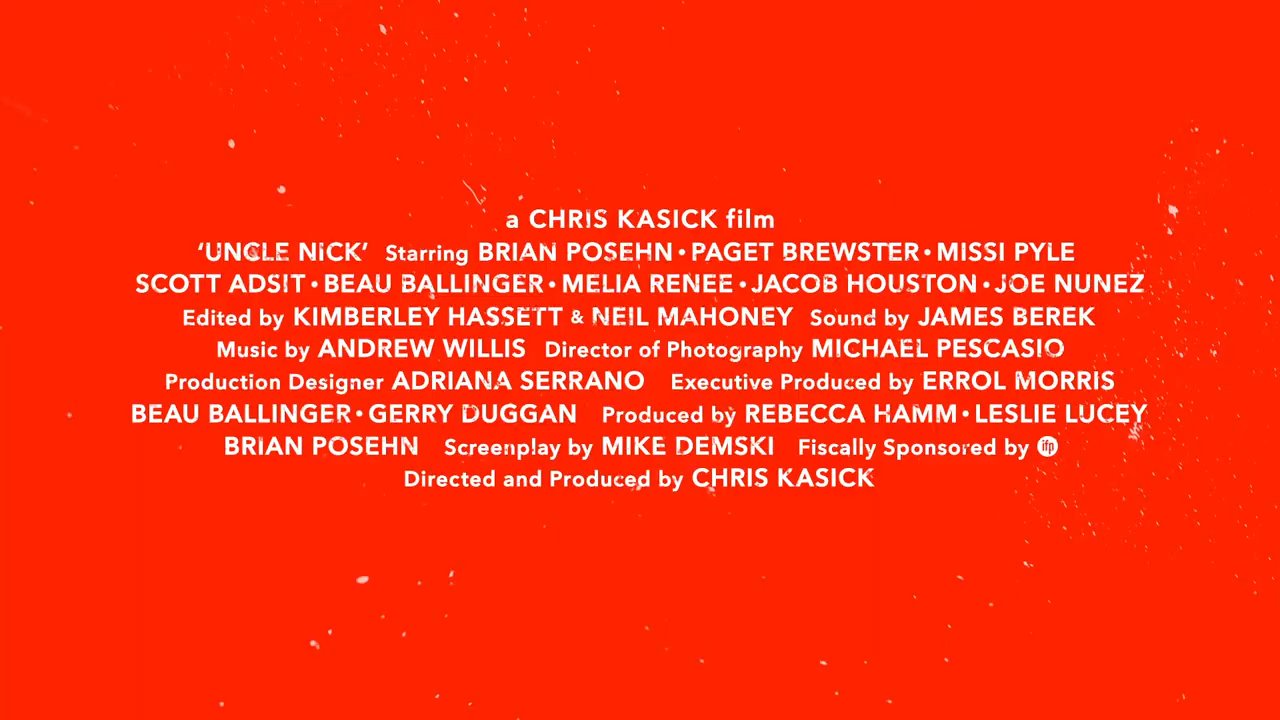 a CHRIS KASICK film
‘UNCLE NICK’ Starring BRIAN POSEHN • PAGET BREWSTER • MISSI PYLE
SCOTT ADSIT • BEAU BALLINGER • MELIA RENEE • JACOB HOUSTON • JOE NUNEZ
Edited by KIMBERLEY HASSETT & NEIL MAHONEY Sound by JAMES BEREK
Music by ANDREW WILLIS Director of Photography MICHAEL PESCASIO
Production Designer ADRIANA SERRANO Executive Produced by ERROL MORRIS
BEAU BALLINGER • GERRY DUGGAN Produced by REBECCA HAMM • LESLIE LUCEY
BRIAN POSEHN Screenplay by MIKE DEMSKI Fiscally Sponsored by ifp
Directed and Produced by CHRIS KASICK